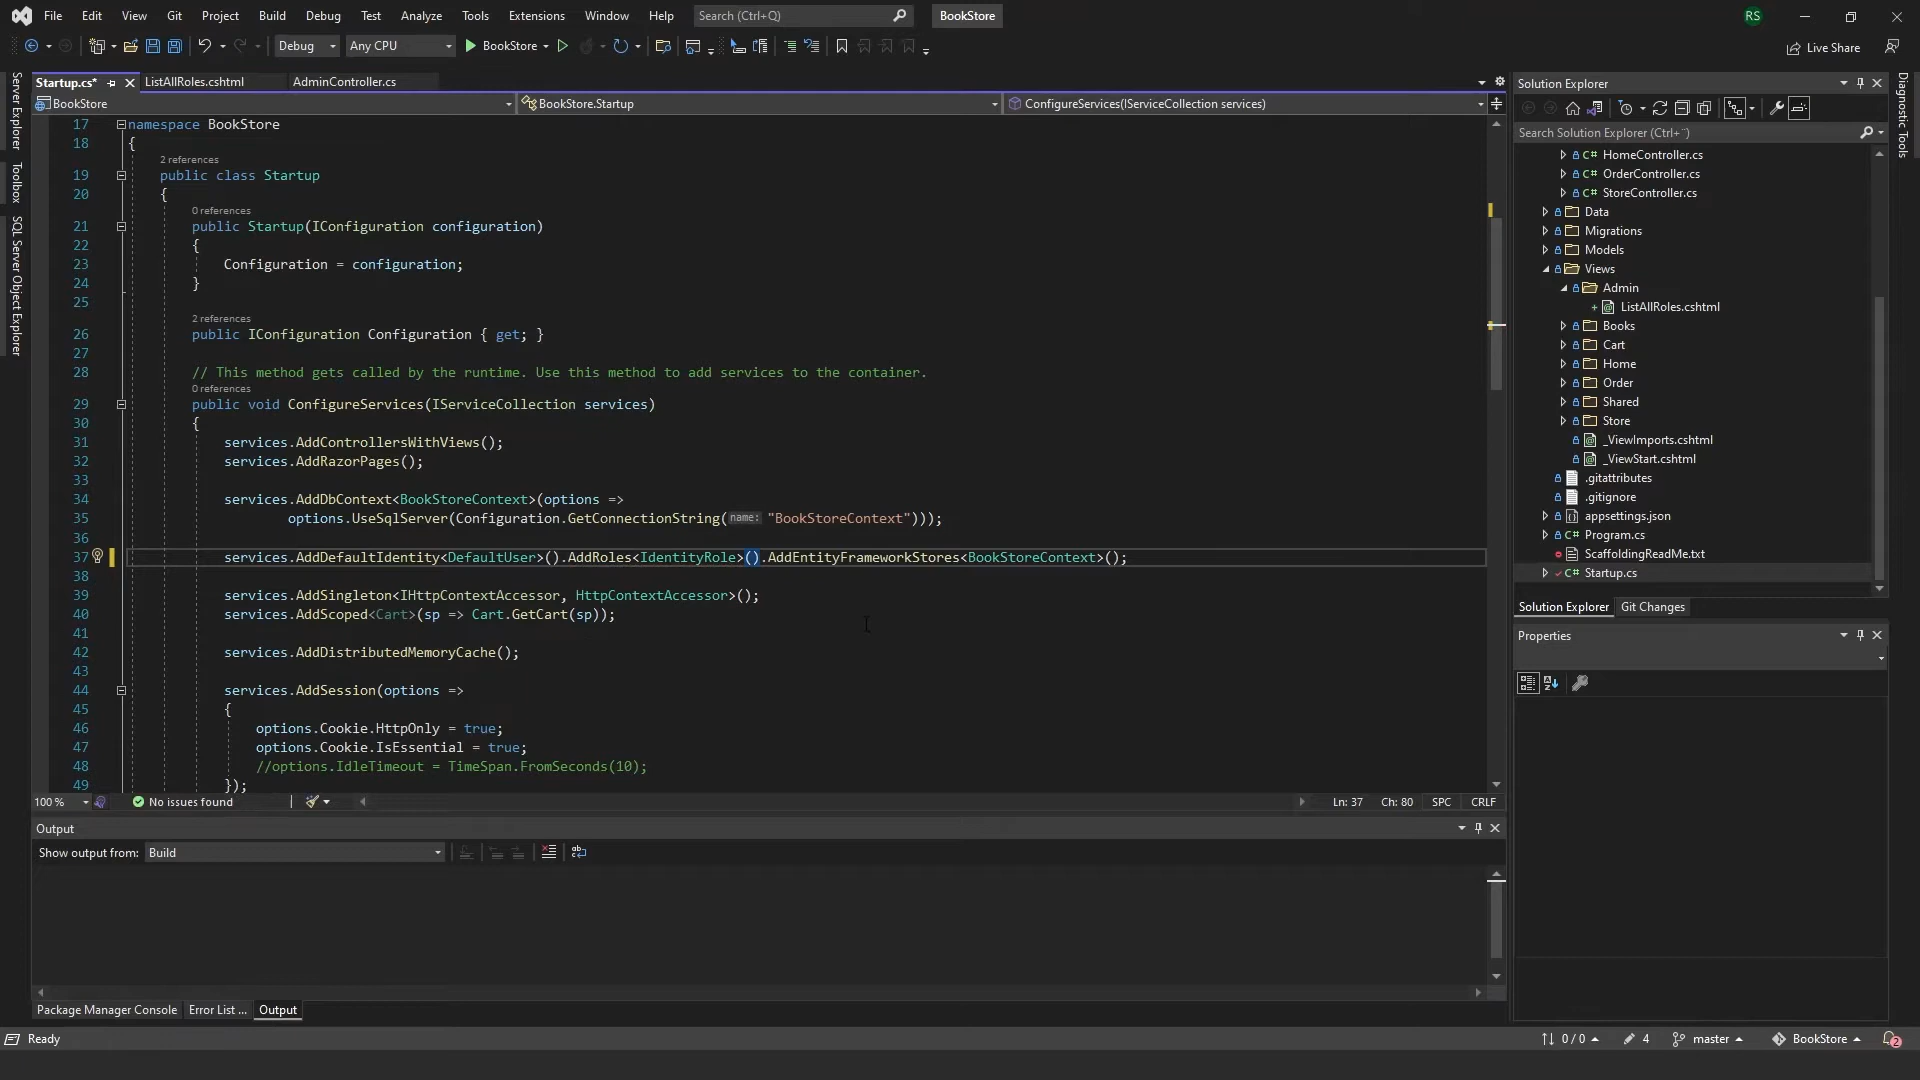 File Edit View Git Project Build Debug Test Analyze Tools Extensions Window Help Search (Ctrl+Q) BookStore RS
Debug Any CPU BookStore Live Share
Server Explorer
Toolbox
SQL Server Object Explorer
Startup.cs* ListAllRoles.cshtml AdminController.cs
BookStore BookStore.Startup ConfigureServices(IServiceCollection services)
17 namespace BookStore
18 {
2 references
19 public class Startup
20 {
0 references
21 public Startup(IConfiguration configuration)
22 {
23 Configuration = configuration;
24 }
25
2 references
26 public IConfiguration Configuration { get; }
27
28 // This method gets called by the runtime. Use this method to add services to the container.
0 references
29 public void ConfigureServices(IServiceCollection services)
30 {
31 services.AddControllersWithViews();
32 services.AddRazorPages();
33
34 services.AddDbContext<BookStoreContext>(options =>
35 options.UseSqlServer(Configuration.GetConnectionString(name: "BookStoreContext")));
36
37 services.AddDefaultIdentity<DefaultUser>().AddRoles<IdentityRole>().AddEntityFrameworkStores<BookStoreContext>();
38
39 services.AddSingleton<IHttpContextAccessor, HttpContextAccessor>();
40 services.AddScoped<Cart>(sp => Cart.GetCart(sp));
41
42 services.AddDistributedMemoryCache();
43
44 services.AddSession(options =>
45 {
46 options.Cookie.HttpOnly = true;
47 options.Cookie.IsEssential = true;
48 //options.IdleTimeout = TimeSpan.FromSeconds(10);
49 });
100 % No issues found Ln: 37 Ch: 80 SPC CRLF
Output
Show output from: Build
Package Manager Console Error List ... Output
Solution Explorer
Search Solution Explorer (Ctrl+¨)
C# HomeController.cs
C# OrderController.cs
C# StoreController.cs
Data
Migrations
Models
Views
Admin
+ ListAllRoles.cshtml
Books
Cart
Home
Order
Shared
Store
_ViewImports.cshtml
_ViewStart.cshtml
.gitattributes
.gitignore
appsettings.json
C# Program.cs
ScaffoldingReadMe.txt
C# Startup.cs
Solution Explorer Git Changes
Properties
Diagnostic Tools
Ready 0 / 0 4 master BookStore 2